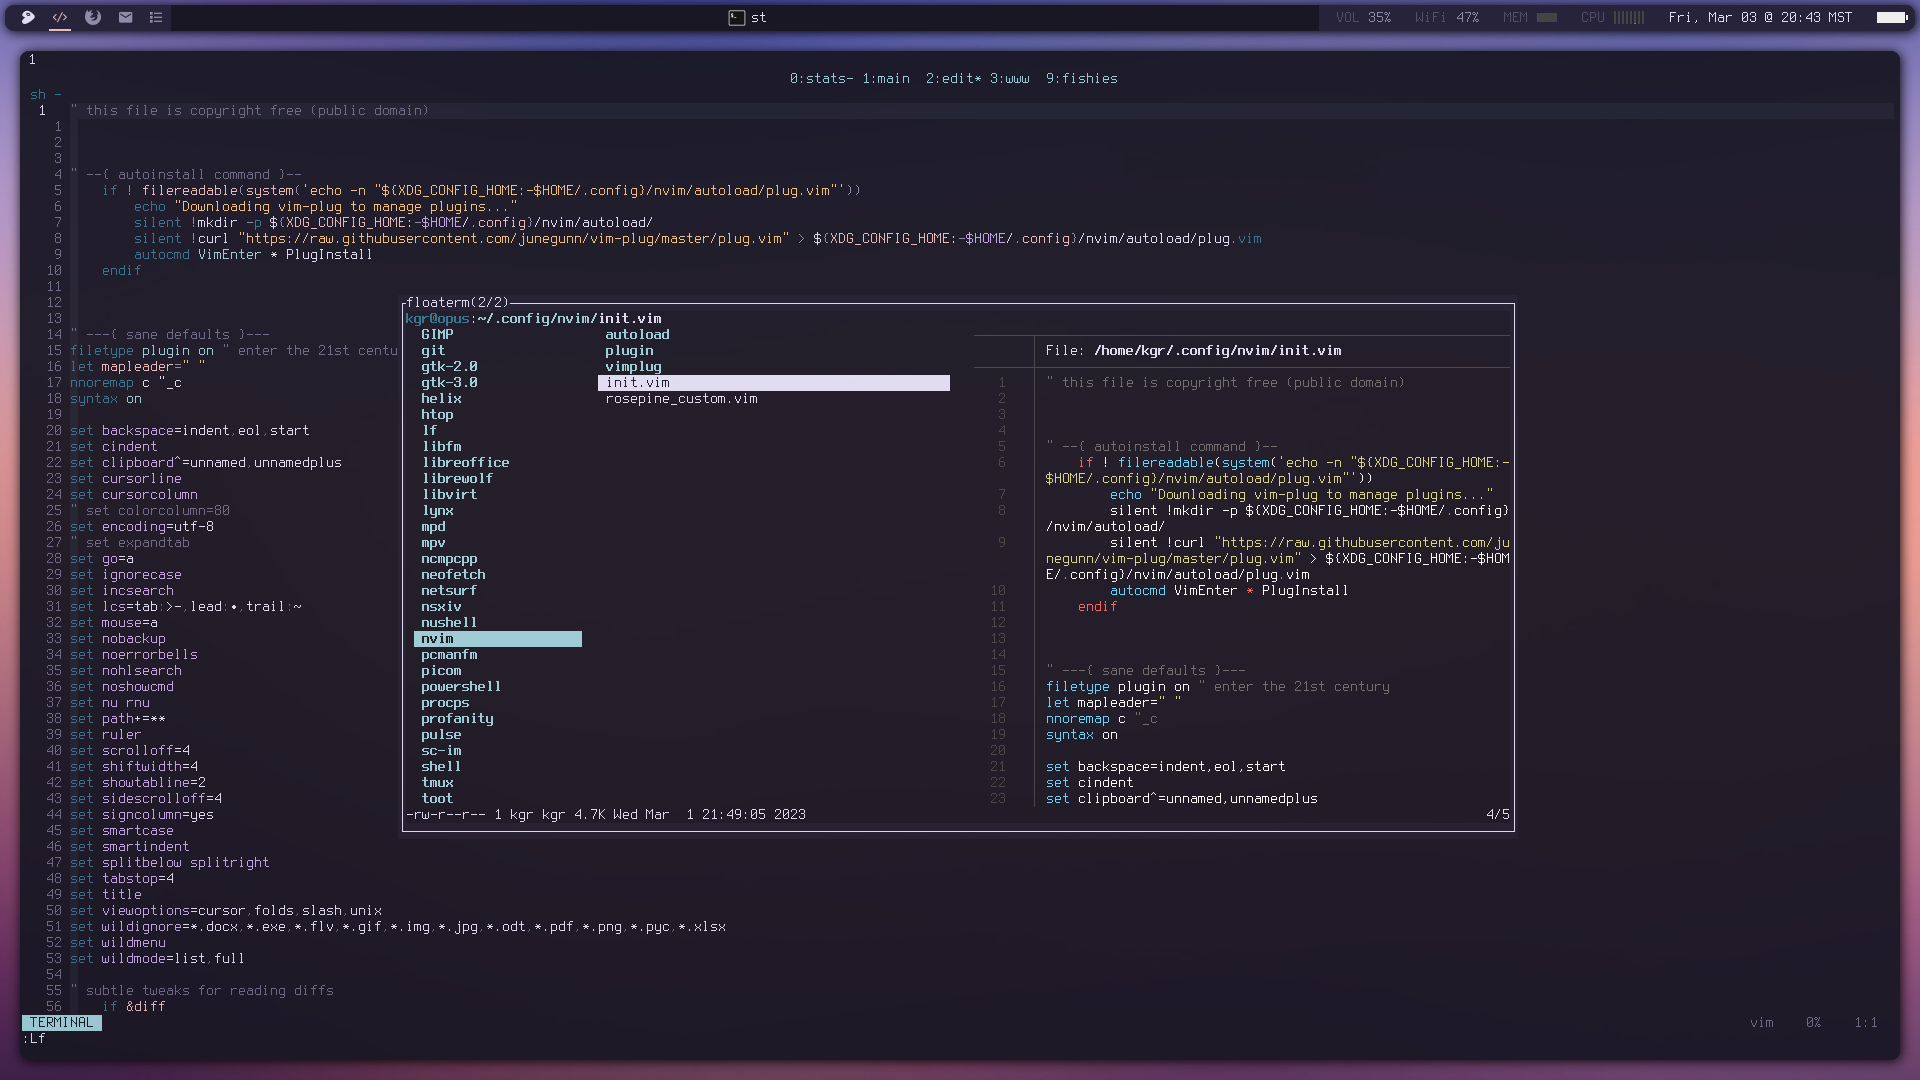 st
VOL 35% WiFi 47% MEM CPU Fri, Mar 03 @ 20:43 MST
1
0:stats- 1:main 2:edit* 3:www 9:fishies
sh -
1 " this file is copyright free (public domain)
1
2
3
4 " --{ autoinstall command }--
5 if ! filereadable(system('echo -n "${XDG_CONFIG_HOME:-$HOME/.config}/nvim/autoload/plug.vim"'))
6 echo "Downloading vim-plug to manage plugins..."
7 silent !mkdir -p ${XDG_CONFIG_HOME:-$HOME/.config}/nvim/autoload/
8 silent !curl "https://raw.githubusercontent.com/junegunn/vim-plug/master/plug.vim" > ${XDG_CONFIG_HOME:-$HOME/.config}/nvim/autoload/plug.vim
9 autocmd VimEnter * PlugInstall
10 endif
11
12
13
14 " ---{ sane defaults }---
15 filetype plugin on " enter the 21st centu
16 let mapleader=" "
17 nnoremap c "_c
18 syntax on
19
20 set backspace=indent,eol,start
21 set cindent
22 set clipboard^=unnamed,unnamedplus
23 set cursorline
24 set cursorcolumn
25 " set colorcolumn=80
26 set encoding=utf-8
27 " set expandtab
28 set go=a
29 set ignorecase
30 set incsearch
31 set lcs=tab:>-,lead:•,trail:~
32 set mouse=a
33 set nobackup
34 set noerrorbells
35 set nohlsearch
36 set noshowcmd
37 set nu rnu
38 set path+=**
39 set ruler
40 set scrolloff=4
41 set shiftwidth=4
42 set showtabline=2
43 set sidescrolloff=4
44 set signcolumn=yes
45 set smartcase
46 set smartindent
47 set splitbelow splitright
48 set tabstop=4
49 set title
50 set viewoptions=cursor,folds,slash,unix
51 set wildignore=*.docx,*.exe,*.flv,*.gif,*.img,*.jpg,*.odt,*.pdf,*.png,*.pyc,*.xlsx
52 set wildmenu
53 set wildmode=list,full
54
55 " subtle tweaks for reading diffs
56 if &diff
floaterm(2/2)
kgr@opus:~/.config/nvim/init.vim
GIMP
git
gtk-2.0
gtk-3.0
helix
htop
lf
libfm
libreoffice
librewolf
libvirt
lynx
mpd
mpv
ncmpcpp
neofetch
netsurf
nsxiv
nushell
nvim
pcmanfm
picom
powershell
procps
profanity
pulse
sc-im
shell
tmux
toot
autoload
plugin
vimplug
init.vim
rosepine_custom.vim
File: /home/kgr/.config/nvim/init.vim
1 " this file is copyright free (public domain)
2
3
4
5 " --{ autoinstall command }--
6 if ! filereadable(system('echo -n "${XDG_CONFIG_HOME:-
$HOME/.config}/nvim/autoload/plug.vim"'))
7 echo "Downloading vim-plug to manage plugins..."
8 silent !mkdir -p ${XDG_CONFIG_HOME:-$HOME/.config}
/nvim/autoload/
9 silent !curl "https://raw.githubusercontent.com/ju
negunn/vim-plug/master/plug.vim" > ${XDG_CONFIG_HOME:-$HOM
E/.config}/nvim/autoload/plug.vim
10 autocmd VimEnter * PlugInstall
11 endif
12
13
14
15 " ---{ sane defaults }---
16 filetype plugin on " enter the 21st century
17 let mapleader=" "
18 nnoremap c "_c
19 syntax on
20
21 set backspace=indent,eol,start
22 set cindent
23 set clipboard^=unnamed,unnamedplus
-rw-r--r-- 1 kgr kgr 4.7K Wed Mar  1 21:49:05 2023 4/5
TERMINAL vim 0% 1:1
:Lf